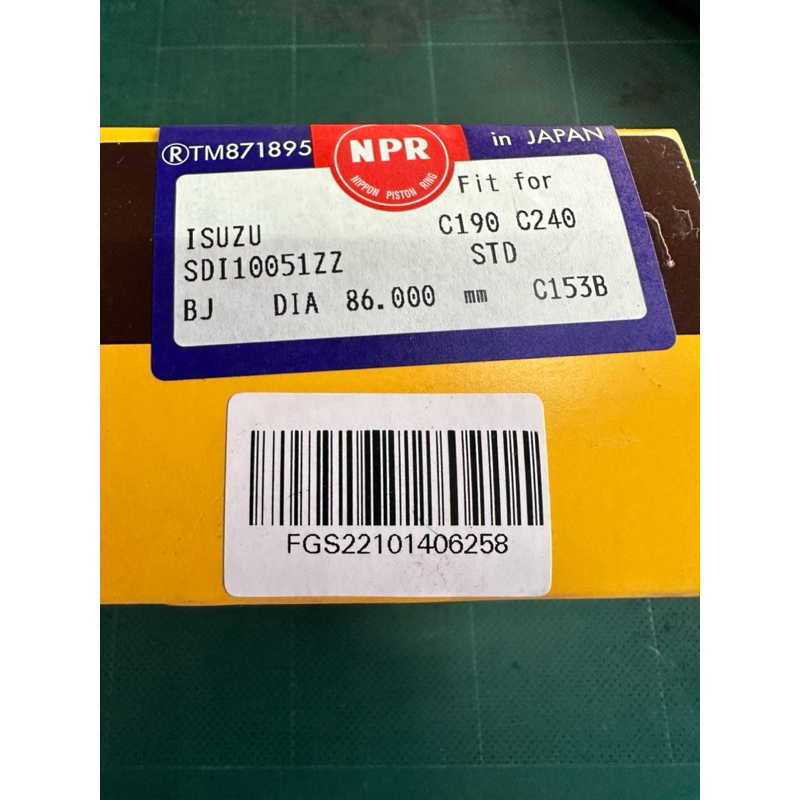 ®TM871895
NPR
NIPPON PISTON RING
in JAPAN
Fit for
ISUZU
C190 C240
SDI10051ZZ
STD
BJ DIA 86.000 mm C153B
FGS22101406258